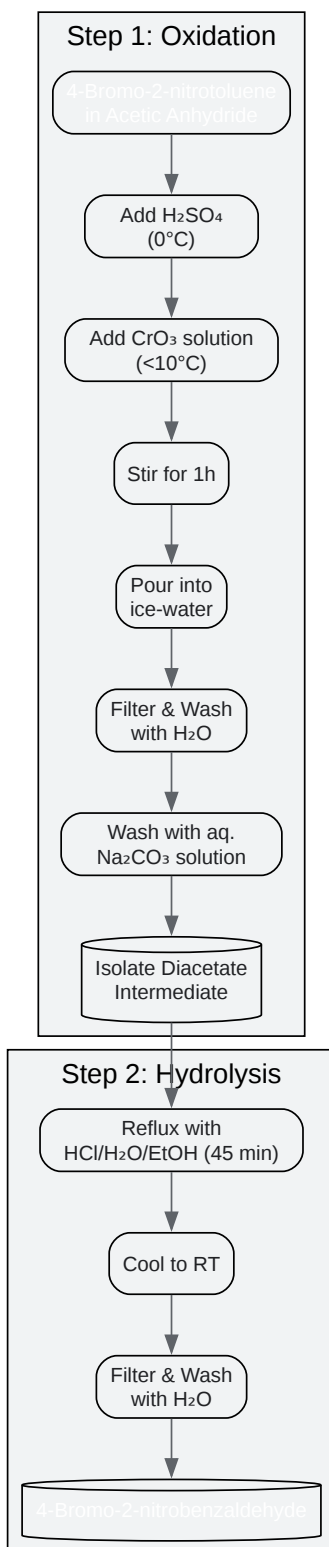 Step 1: Oxidation
4-Bromo-2-nitrotoluene
in Acetic Anhydride
Add H₂SO₄
(0°C)
Add CrO₃ solution
(<10°C)
Stir for 1h
Pour into
ice-water
Filter & Wash
with H₂O
Wash with aq.
Na₂CO₃ solution
Isolate Diacetate
Intermediate
Step 2: Hydrolysis
Reflux with
HCl/H₂O/EtOH (45 min)
Cool to RT
Filter & Wash
with H₂O
4-Bromo-2-nitrobenzaldehyde